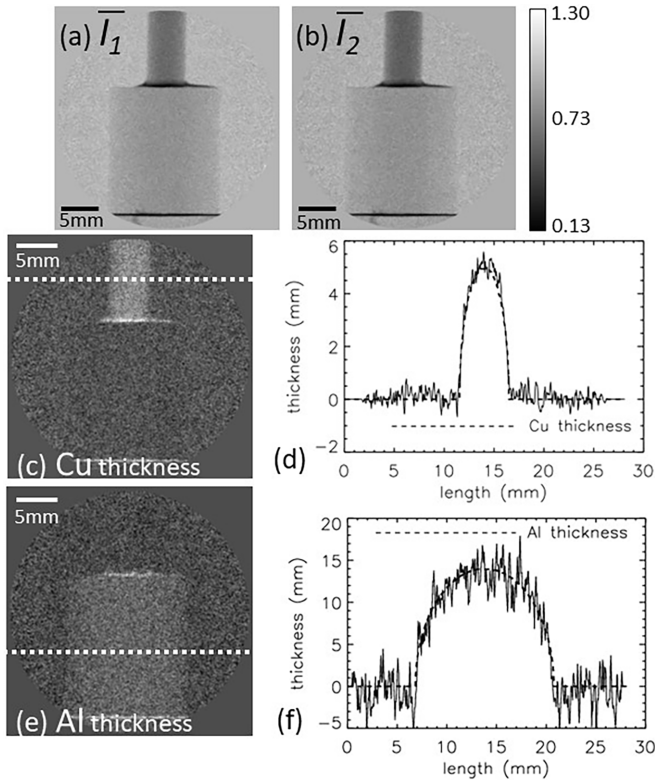 (a) I1
(b) I2
5mm
5mm
1.30
0.73
0.13
5mm
(c) Cu thickness
(d)
thickness (mm)
6
4
2
0
−2
Cu thickness
0 5 10 15 20 25 30
length (mm)
5mm
(e) Al thickness
(f)
thickness (mm)
20
15
10
5
0
−5
Al thickness
0 5 10 15 20 25 30
length (mm)